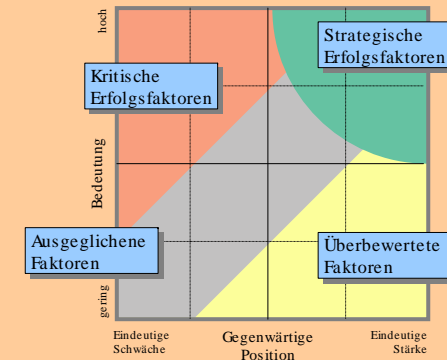 hoch
Strategische
Erfolgsfaktoren
Kritische
Erfolgsfaktoren
Bedeutung
Ausgeglichene
Faktoren
Überbewertete
Faktoren
gering
Eindeutige
Schwäche
Gegenwärtige
Position
Eindeutige
Stärke